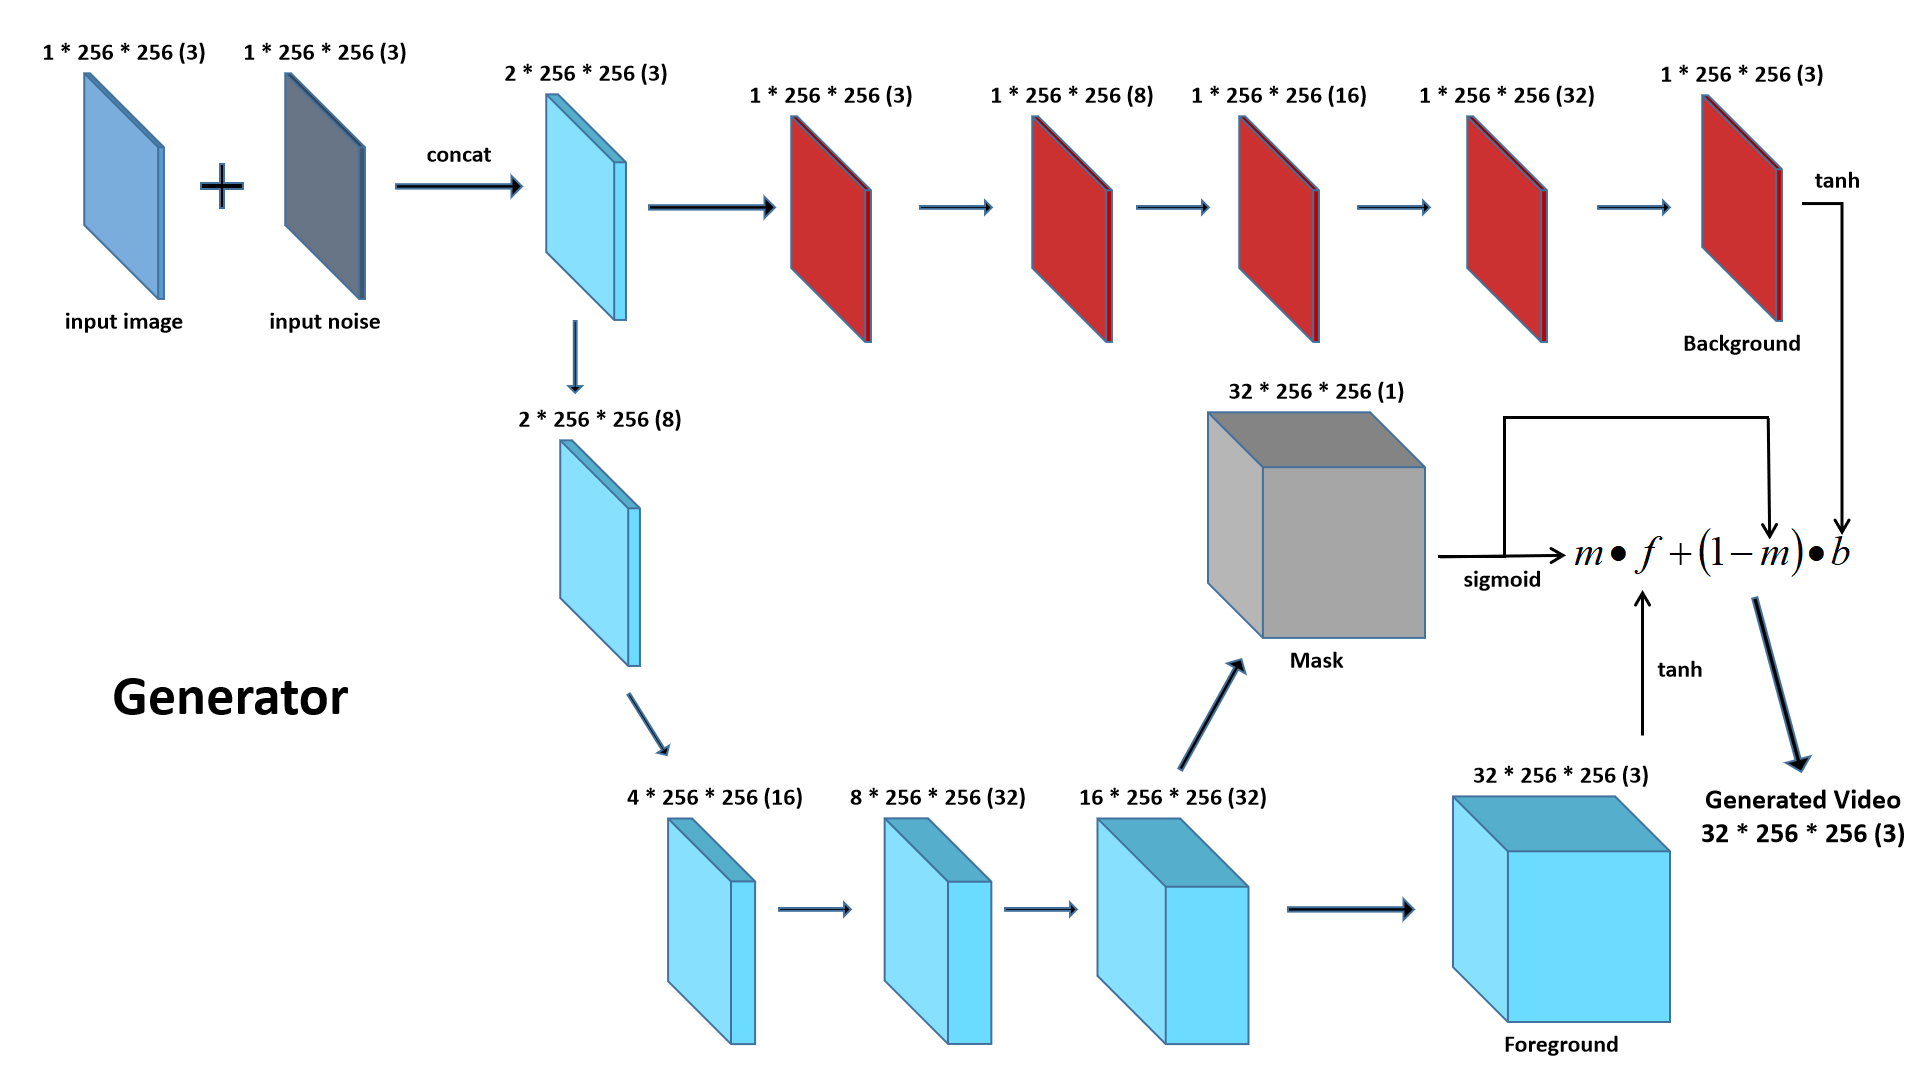 1 * 256 * 256 (3)
1 * 256 * 256 (3)
2 * 256 * 256 (3)
1 * 256 * 256 (3)
1 * 256 * 256 (8)
1 * 256 * 256 (16)
1 * 256 * 256 (32)
1 * 256 * 256 (3)
concat
tanh
input image
input noise
Background
32 * 256 * 256 (1)
2 * 256 * 256 (8)
m • f + (1 − m) • b
sigmoid
Mask
tanh
Generator
32 * 256 * 256 (3)
4 * 256 * 256 (16)
8 * 256 * 256 (32)
16 * 256 * 256 (32)
Generated Video
32 * 256 * 256 (3)
Foreground